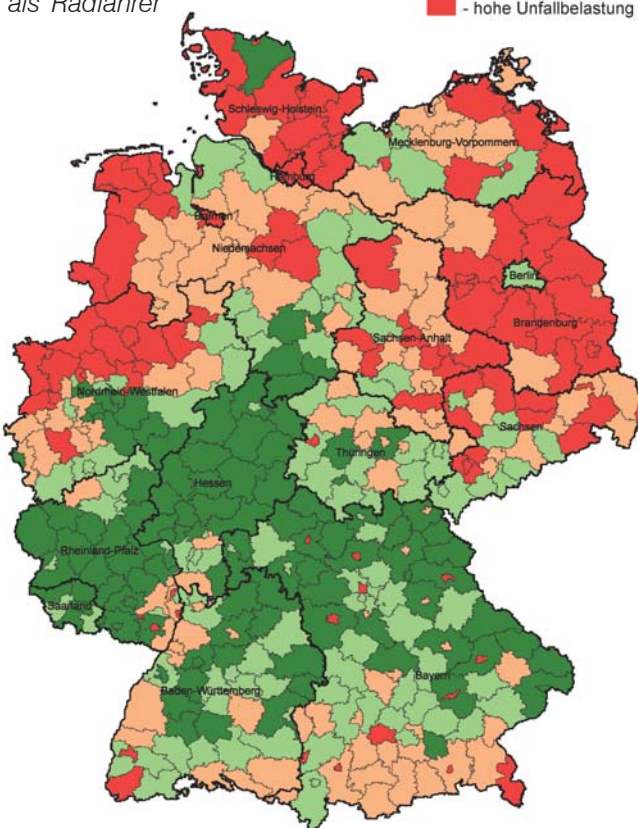 als Radfahrer
- hohe Unfallbelastung
Schleswig-Holstein
Mecklenburg-Vorpommern
Hamburg
Bremen
Niedersachsen
Berlin
Brandenburg
Sachsen-Anhalt
Nordrhein-Westfalen
Sachsen
Thüringen
Hessen
Rheinland-Pfalz
Saarland
Bayern
Baden-Württemberg